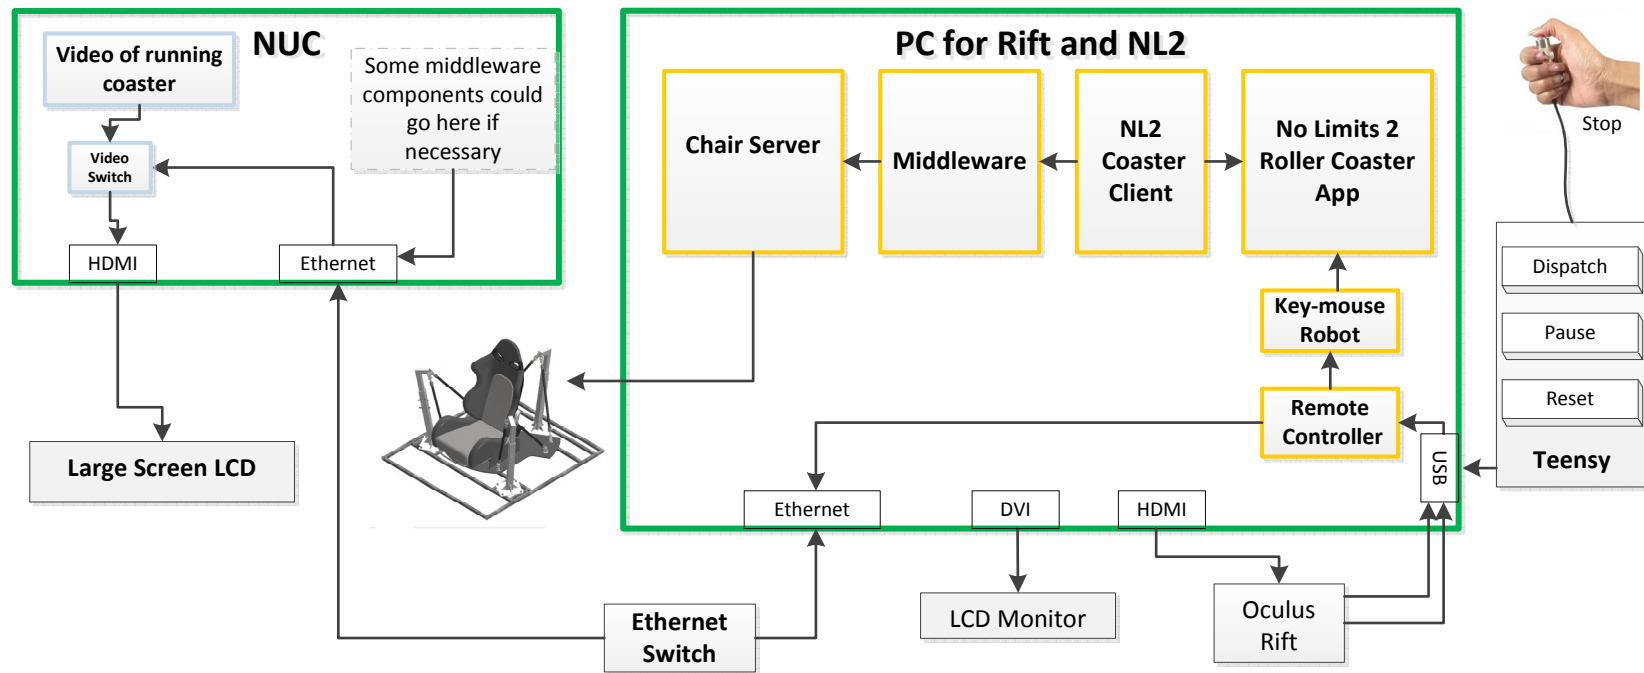 NUC
Video of running
coaster
Some middleware
components could
go here if
necessary
Video
Switch
HDMI
Ethernet
Large Screen LCD
PC for Rift and NL2
Chair Server
Middleware
NL2
Coaster
Client
No Limits 2
Roller Coaster
App
Key-mouse
Robot
Remote
Controller
USB
Ethernet
DVI
HDMI
Stop
Dispatch
Pause
Reset
Teensy
Ethernet
Switch
LCD Monitor
Oculus
Rift